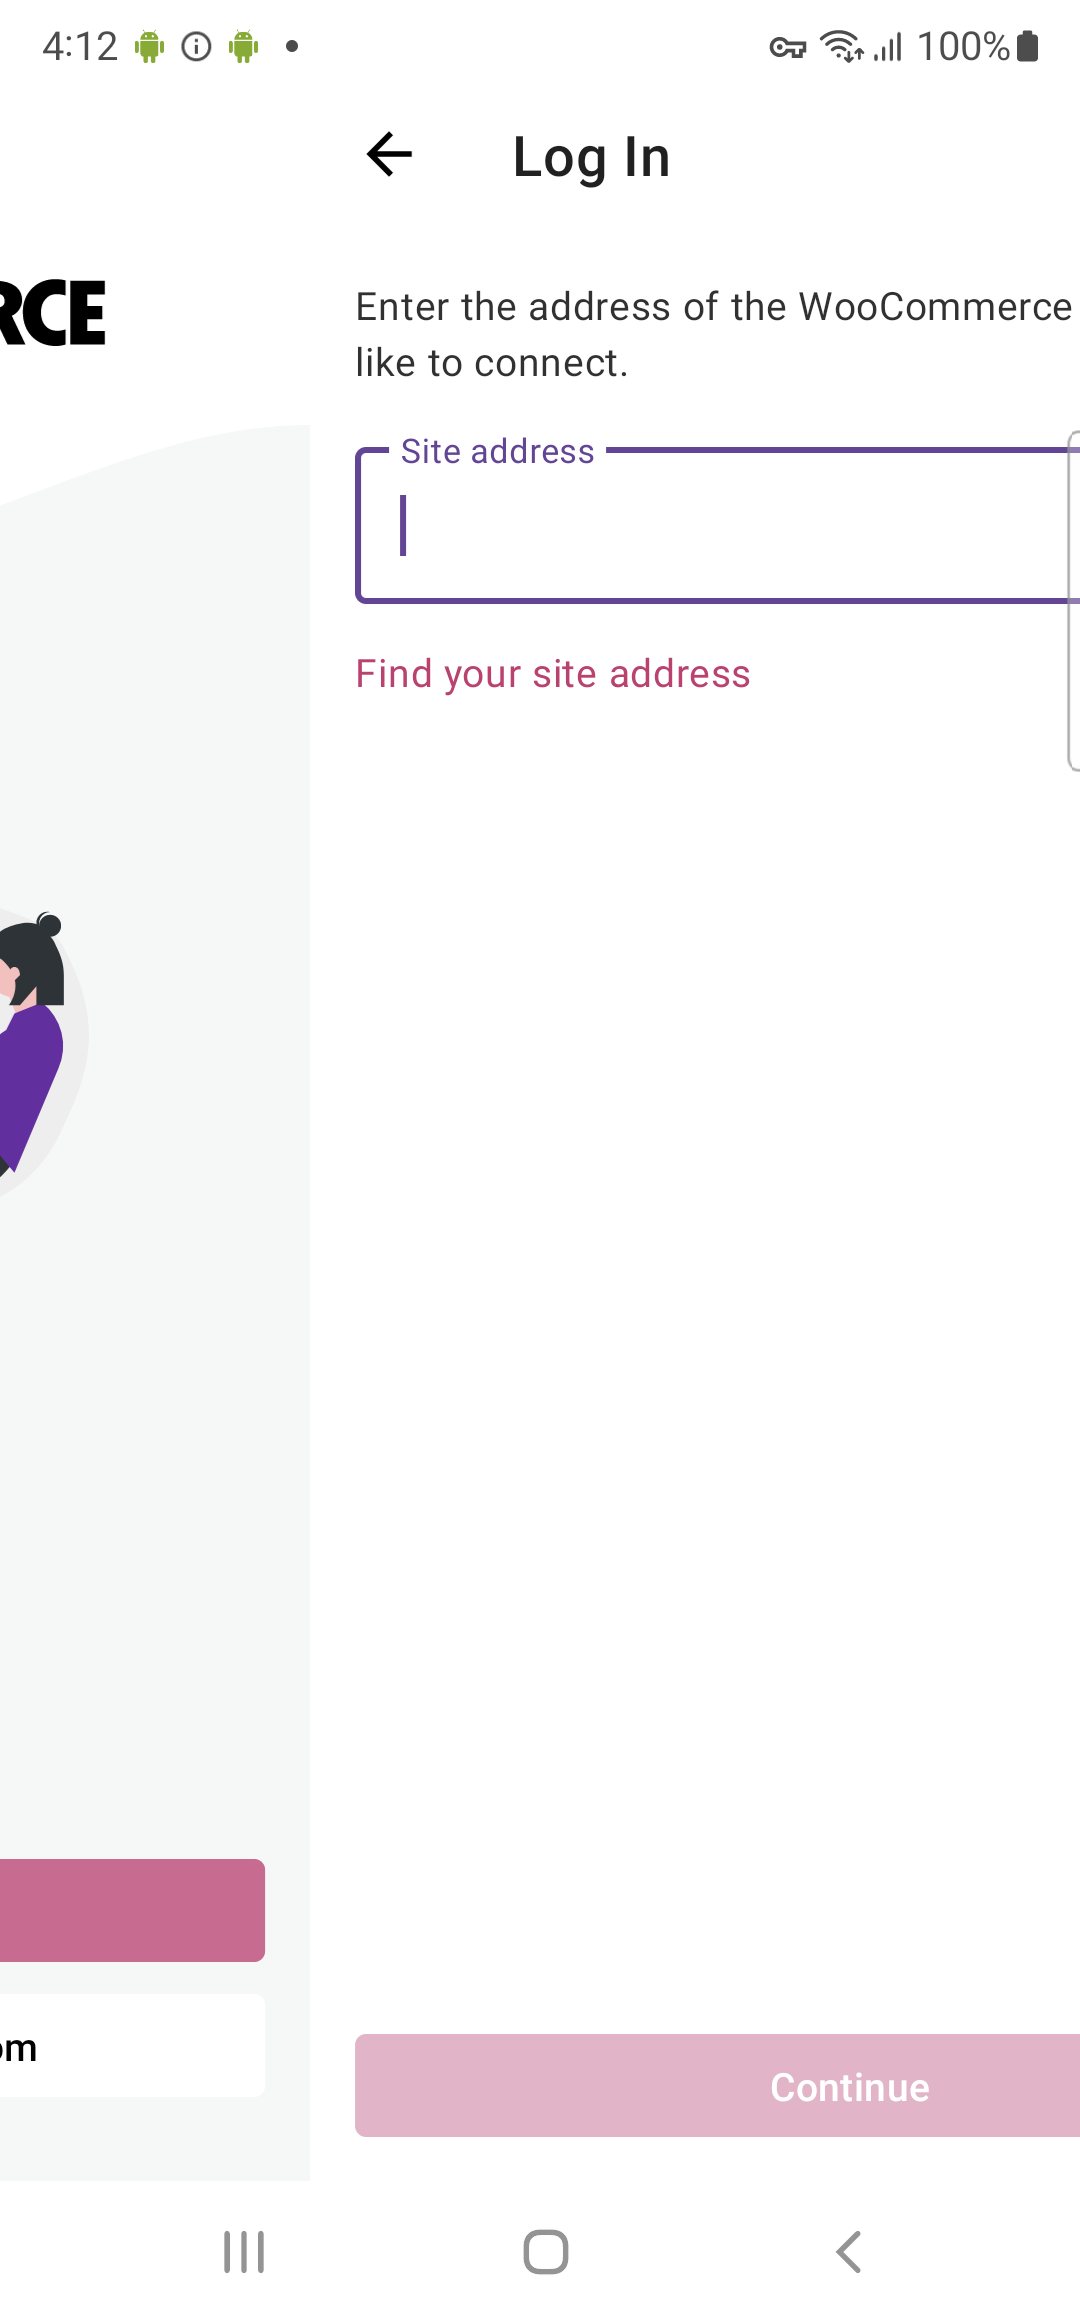 4:12
100%
Log In
RCE
Enter the address of the WooCommerce
like to connect.
Site address
Find your site address
om
Continue